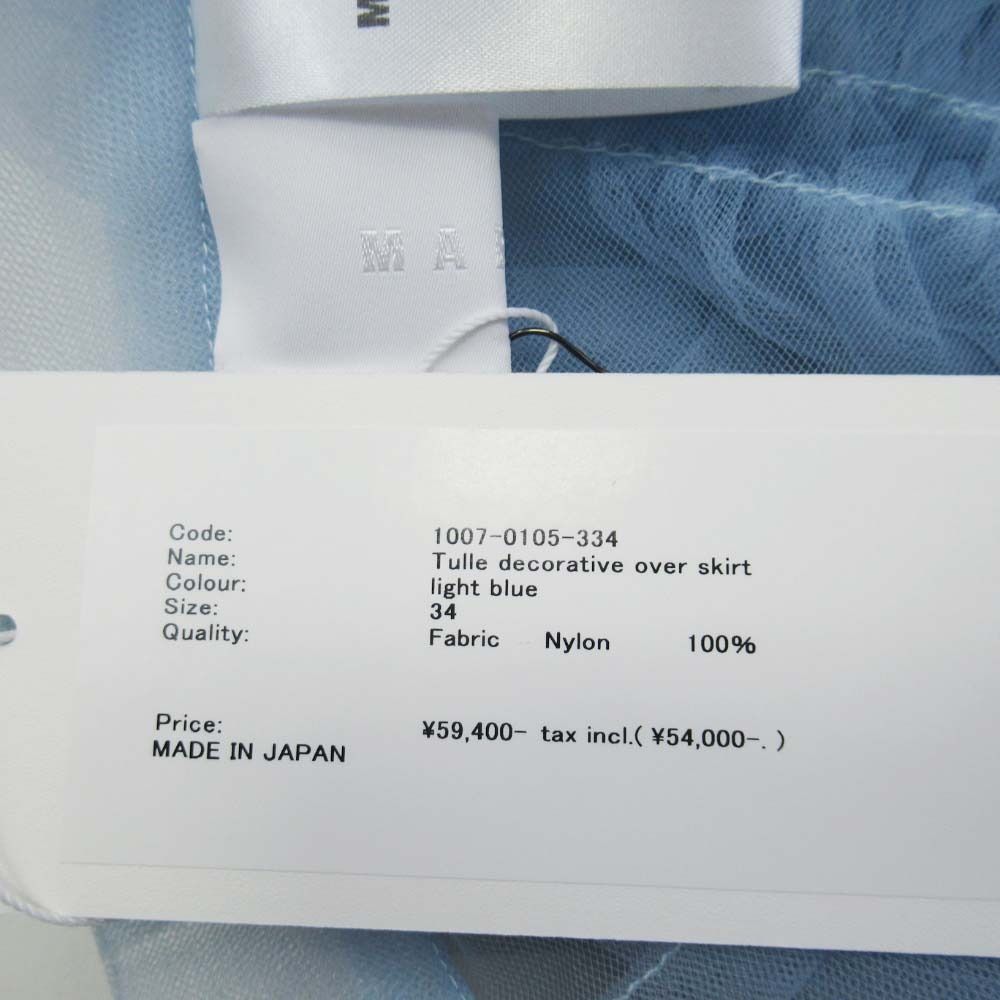 M
MA
Code: 1007-0105-334
Name: Tulle decorative over skirt
Colour: light blue
Size: 34
Quality: Fabric Nylon 100%
Price: ¥59,400- tax incl.( ¥54,000-. )
MADE IN JAPAN